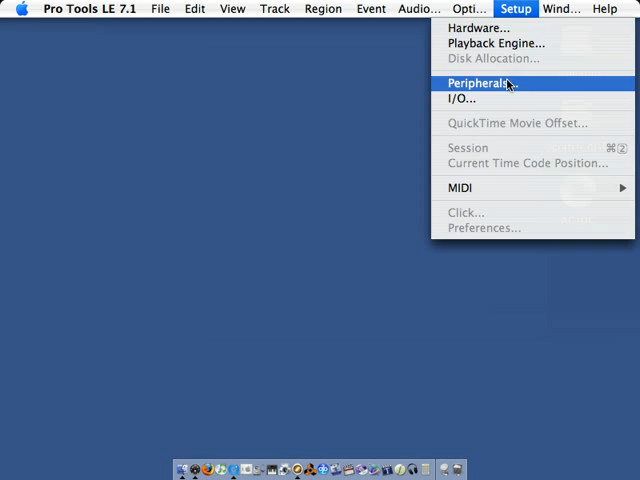 Pro Tools LE 7.1 File Edit View Track Region Event Audio... Opti... Setup Wind... Help
Hardware...
Playback Engine...
Disk Allocation...
Peripherals...
I/O...
QuickTime Movie Offset...
Session ⌘2
Current Time Code Position...
MIDI
Click...
Preferences...